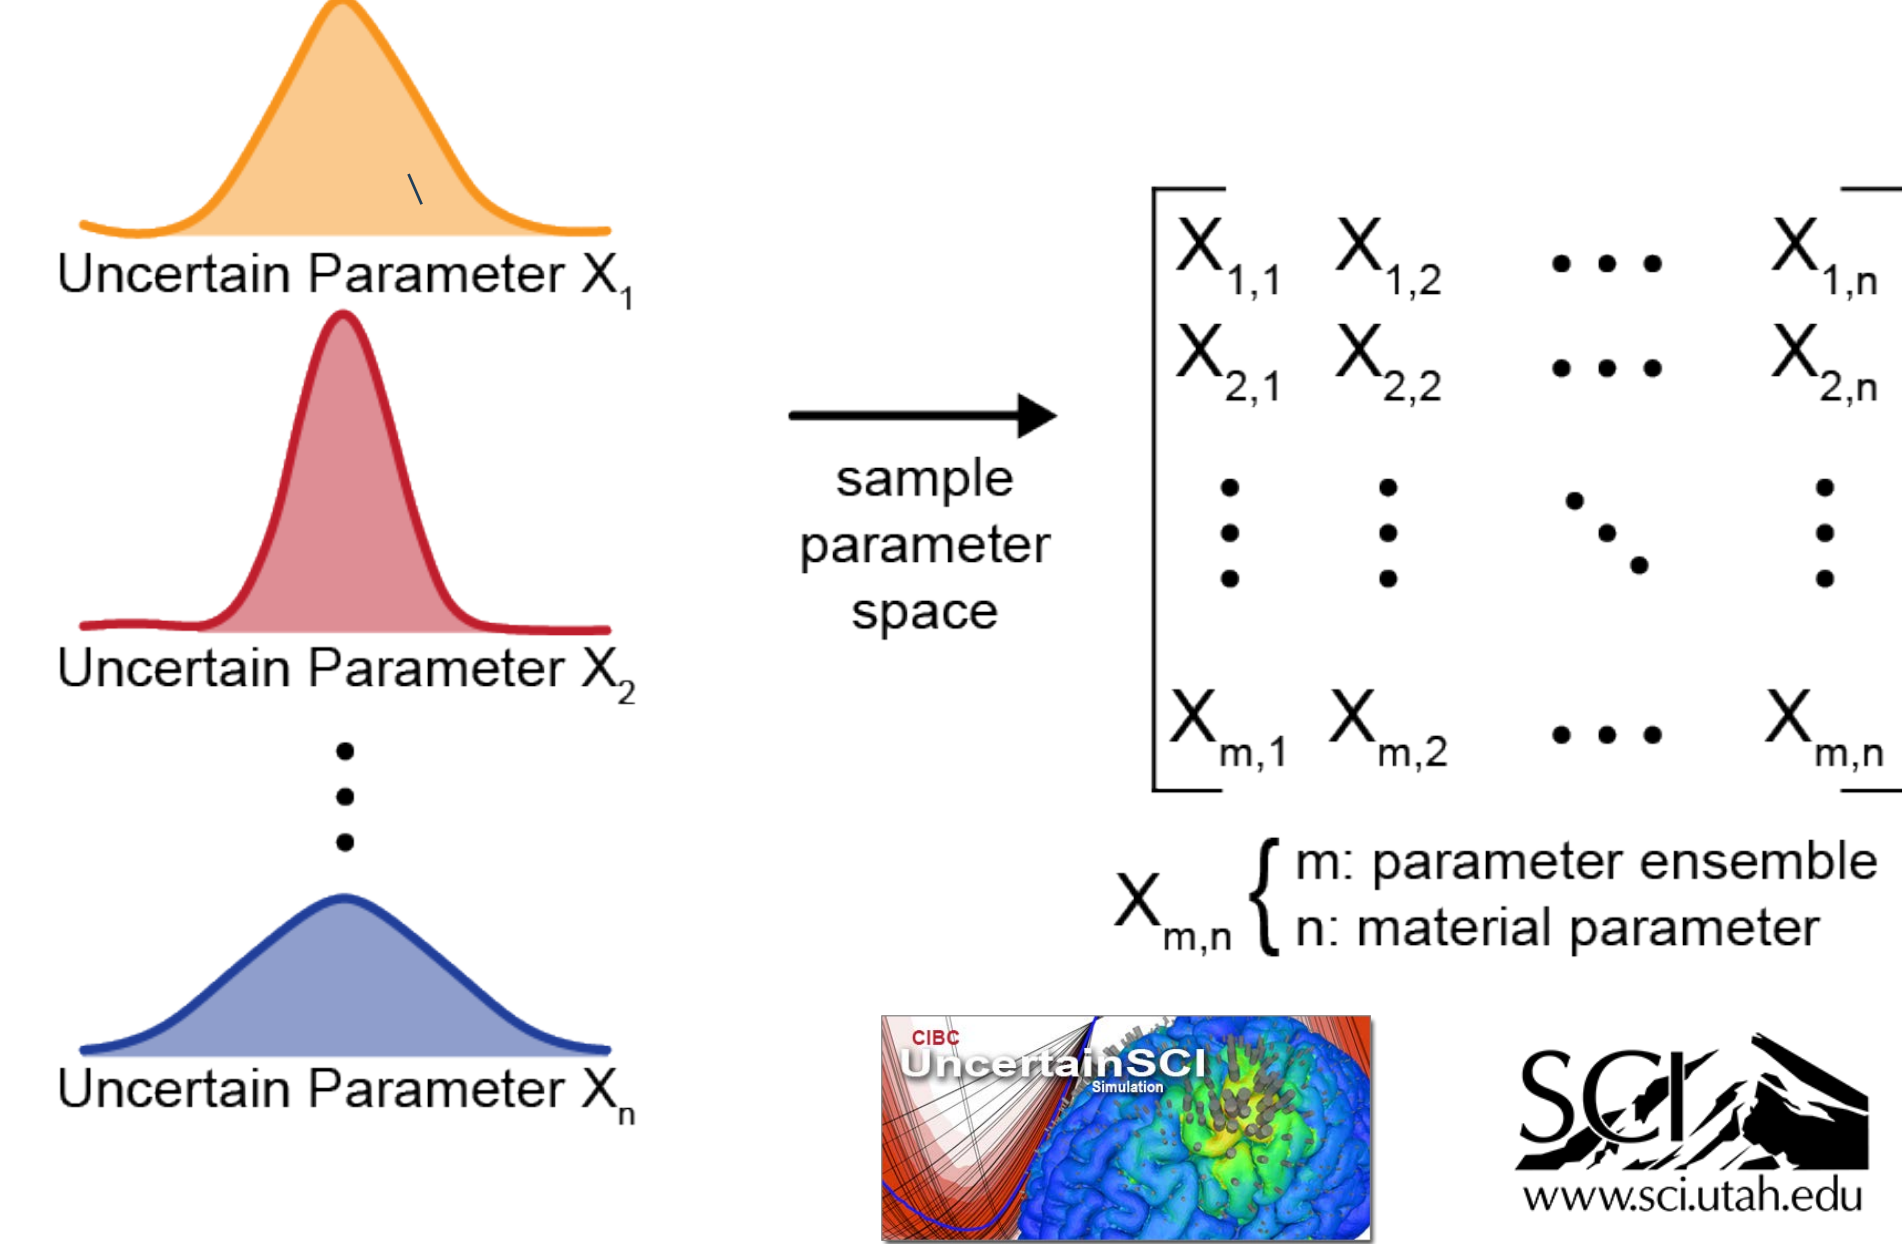 Uncertain Parameter X₁
Uncertain Parameter X₂
Uncertain Parameter Xₙ
sample
parameter
space
X₁,₁ X₁,₂ • • • X₁,ₙ
X₂,₁ X₂,₂ • • • X₂,ₙ
Xₘ,₁ Xₘ,₂ • • • Xₘ,ₙ
Xₘ,ₙ { m: parameter ensemble
n: material parameter
CIBC
UncertainSCI
Simulation
SCI
www.sci.utah.edu